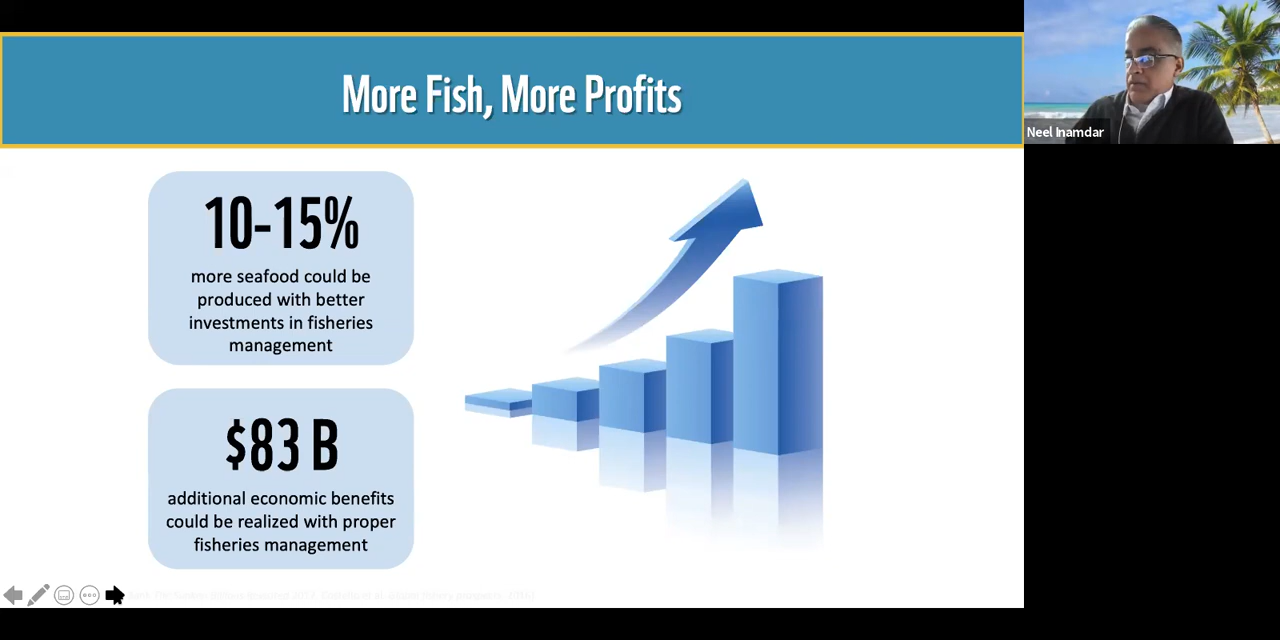 More Fish, More Profits
10-15%
more seafood could be
produced with better
investments in fisheries
management
$83 B
additional economic benefits
could be realized with proper
fisheries management
Neel Inamdar